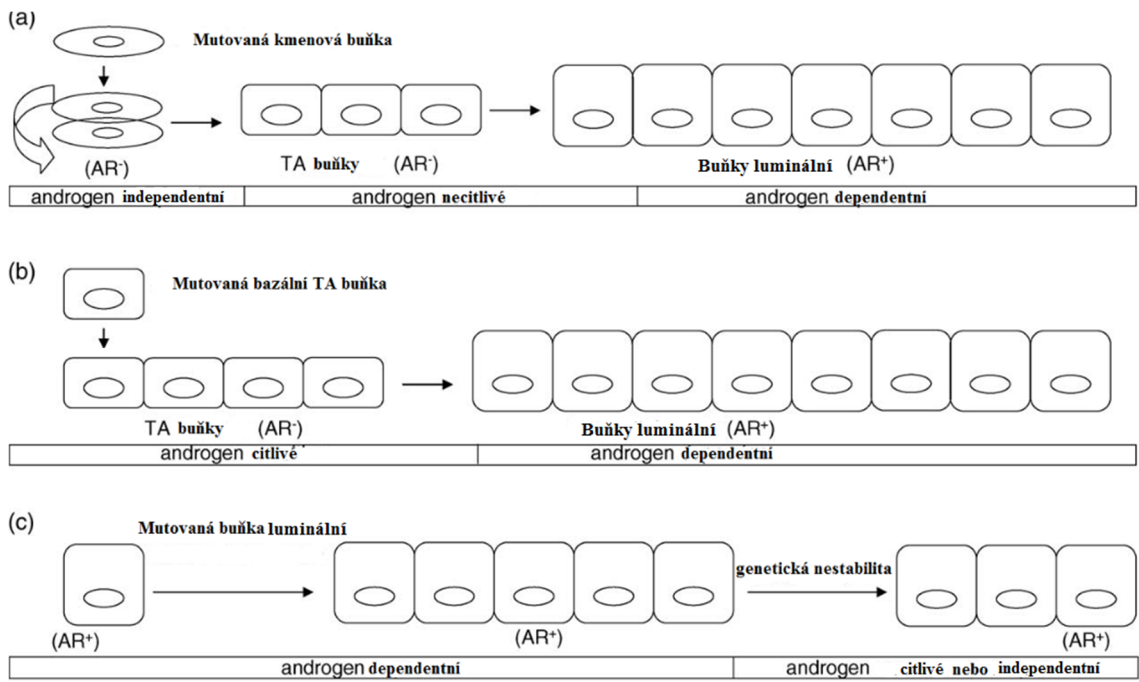 (a)
Mutovaná kmenová buňka
(AR⁻)
TA buňky (AR⁻)
Buňky luminální (AR⁺)
androgen independentní androgen necitlivé androgen dependentní
(b)
Mutovaná bazální TA buňka
TA buňky (AR⁻)
Buňky luminální (AR⁺)
androgen citlivé androgen dependentní
(c)
Mutovaná buňka luminální
genetická nestabilita
(AR⁺) (AR⁺) (AR⁺)
androgen dependentní androgen citlivé nebo independentní